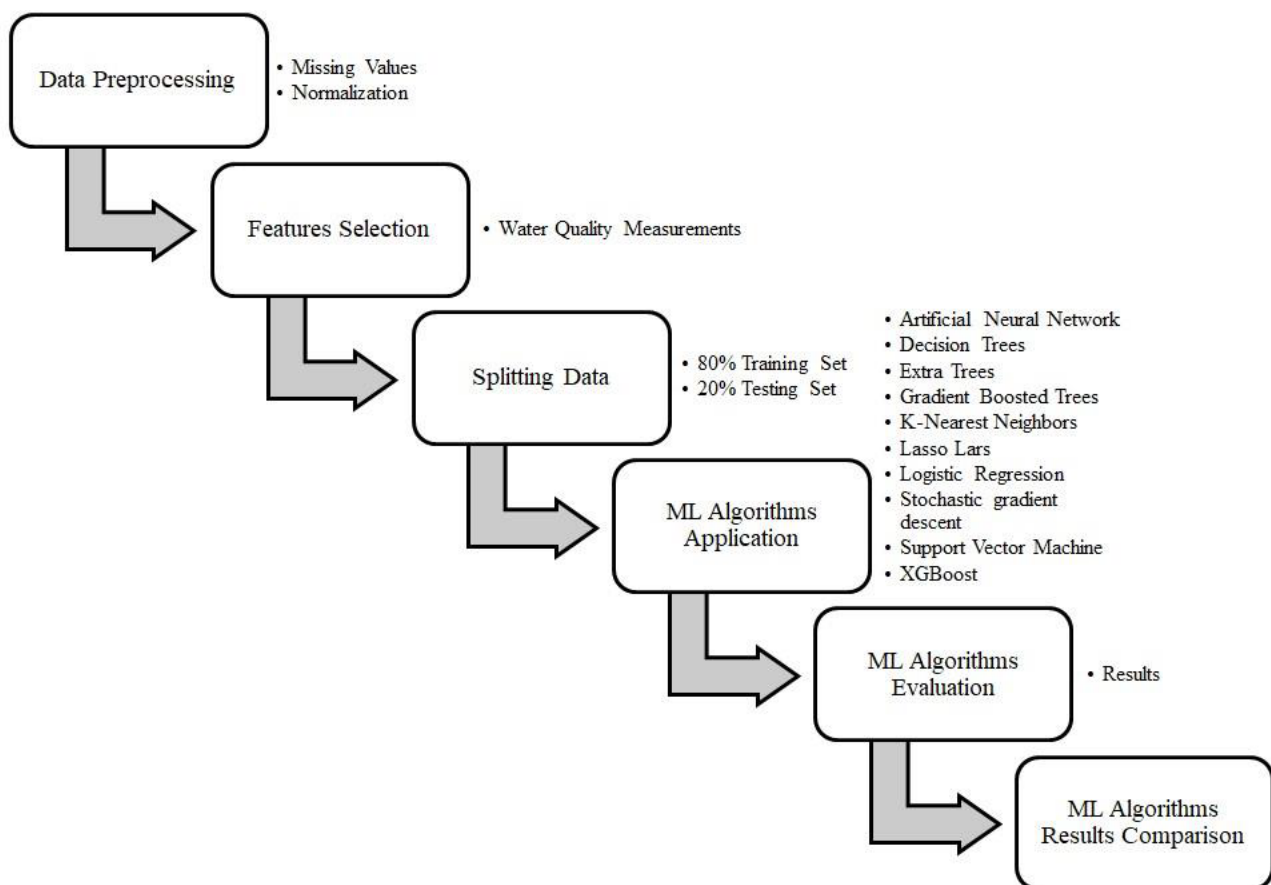 Data Preprocessing
• Missing Values
• Normalization
Features Selection
• Water Quality Measurements
Splitting Data
• 80% Training Set
• 20% Testing Set
ML Algorithms
Application
• Artificial Neural Network
• Decision Trees
• Extra Trees
• Gradient Boosted Trees
• K-Nearest Neighbors
• Lasso Lars
• Logistic Regression
• Stochastic gradient
descent
• Support Vector Machine
• XGBoost
ML Algorithms
Evaluation
• Results
ML Algorithms
Results Comparison